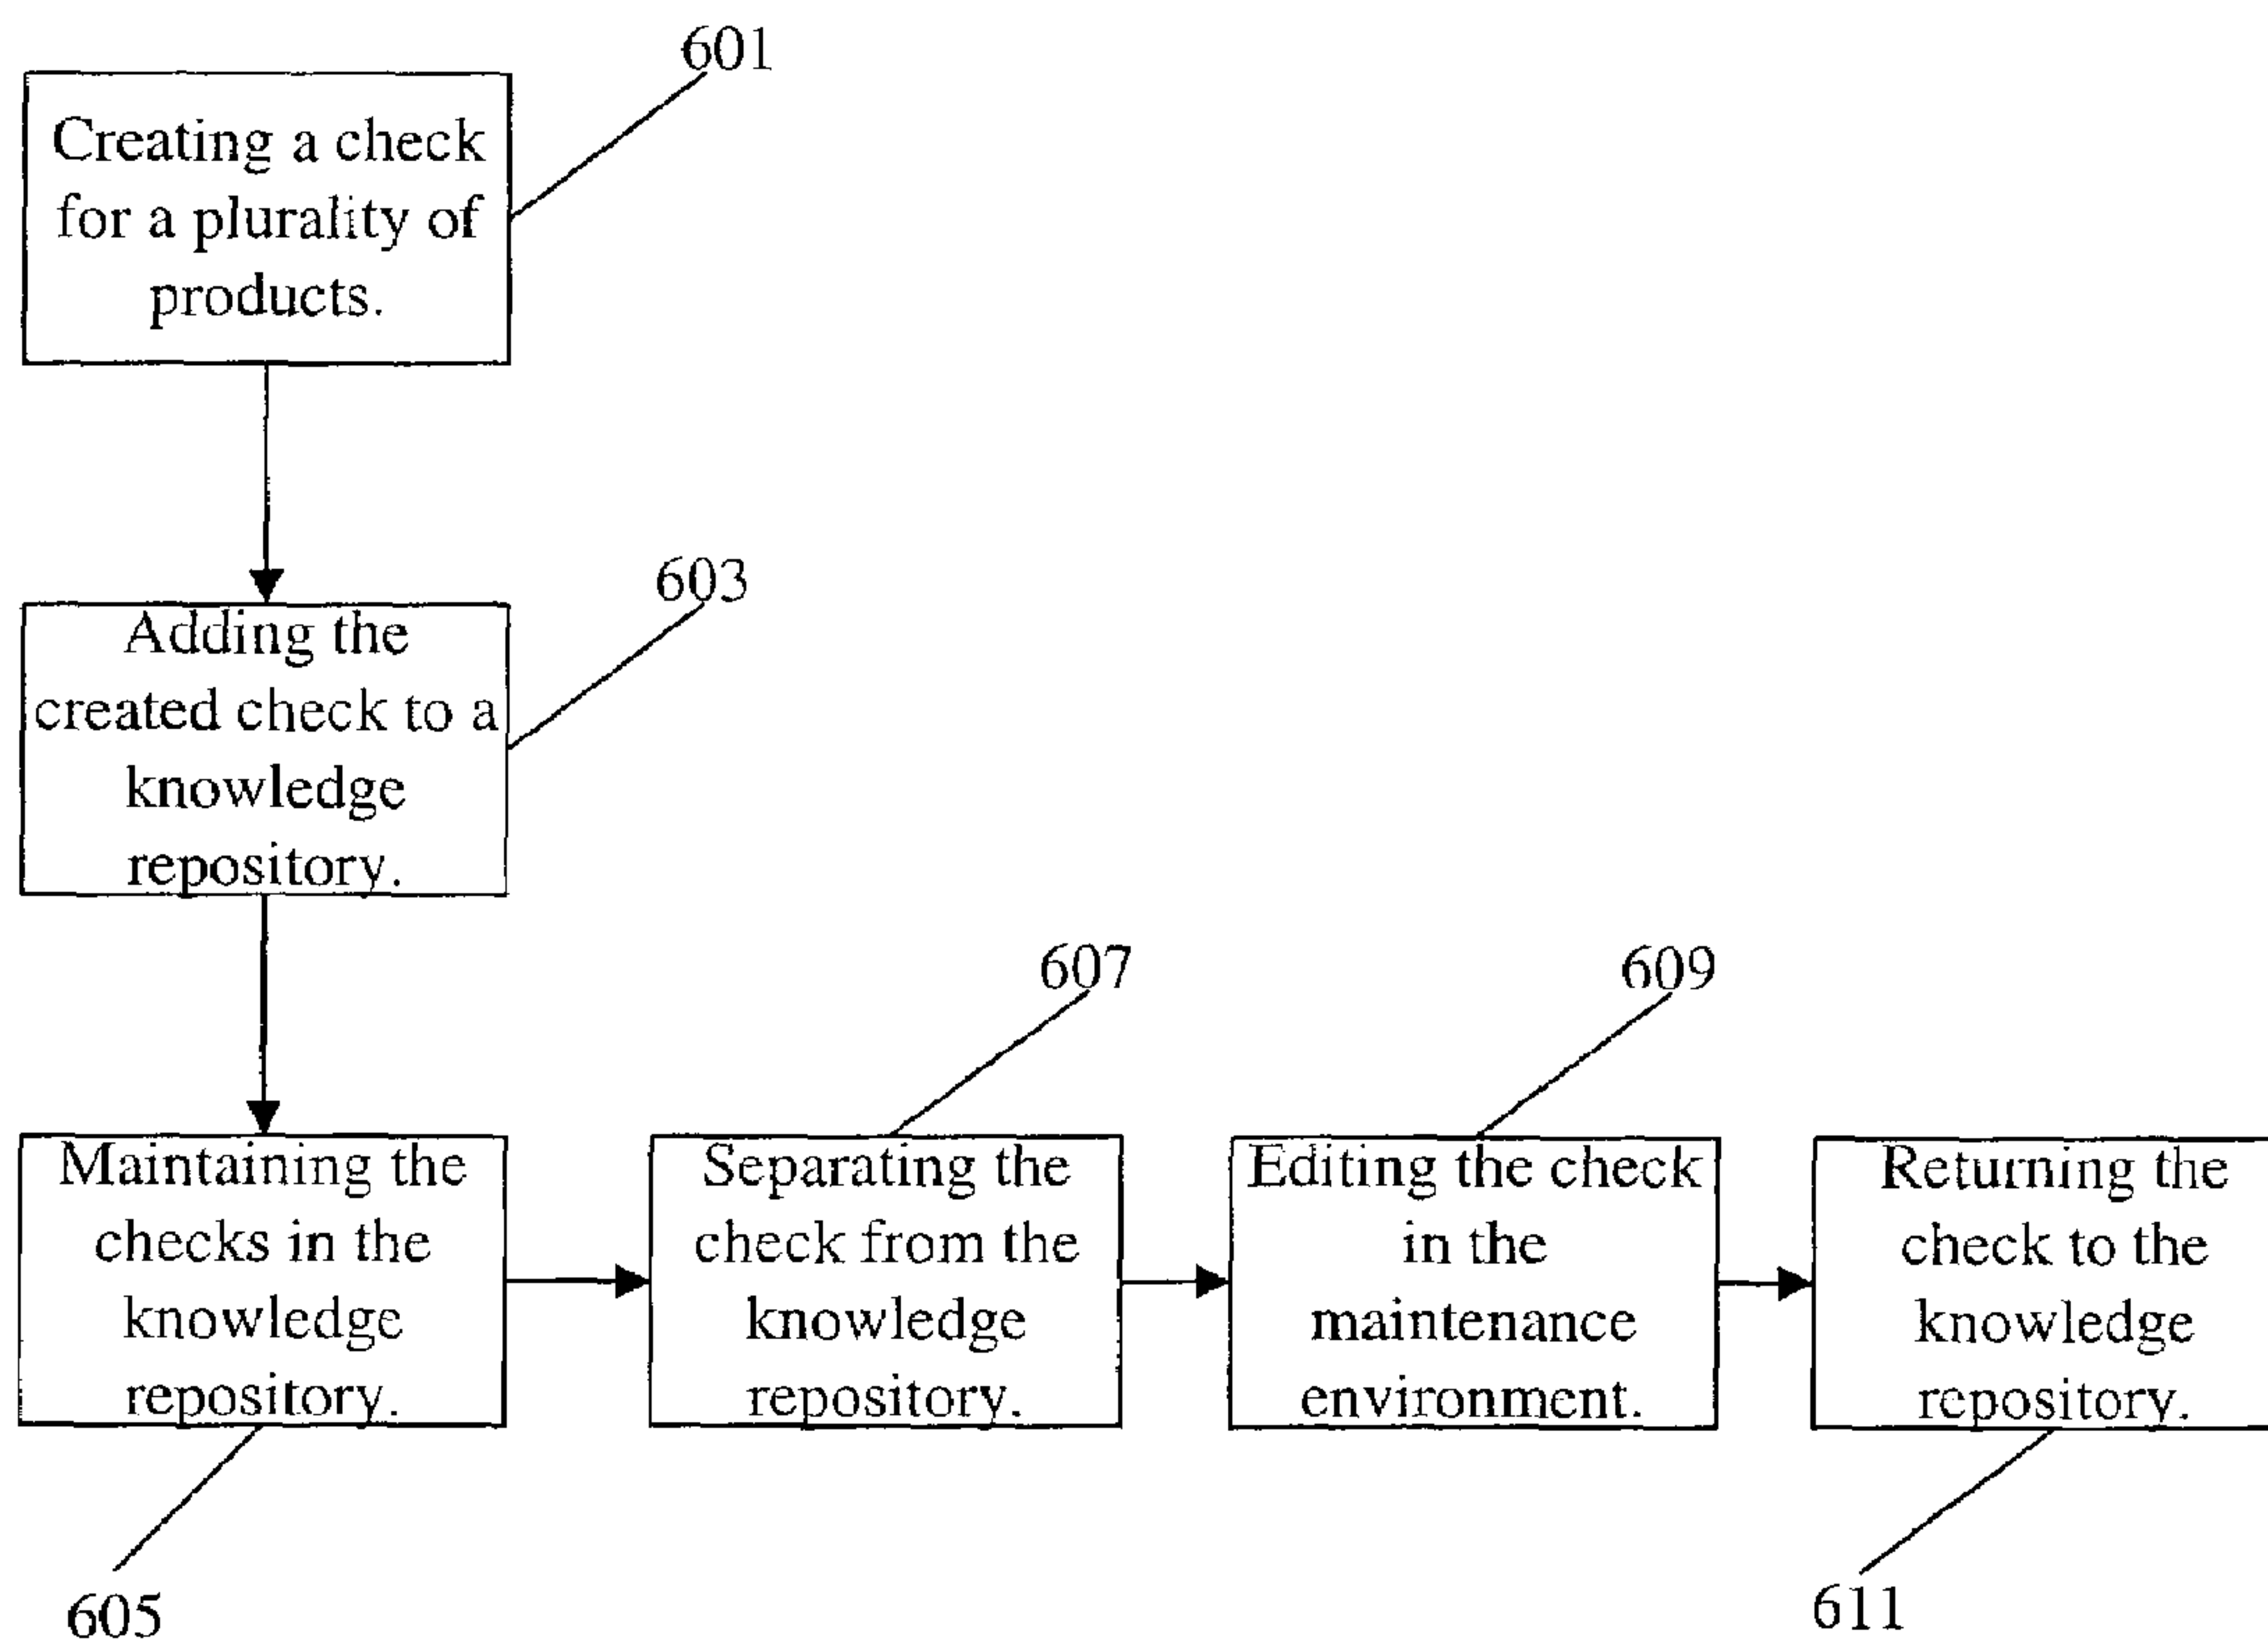 601
Creating a check
for a plurality of
products.
603
Adding the
created check to a
knowledge
repository.
607
609
Maintaining the
checks in the
knowledge
repository.
Separating the
check from the
knowledge
repository.
Editing the check
in the
maintenance
environment.
Returning the
check to the
knowledge
repository.
605
611